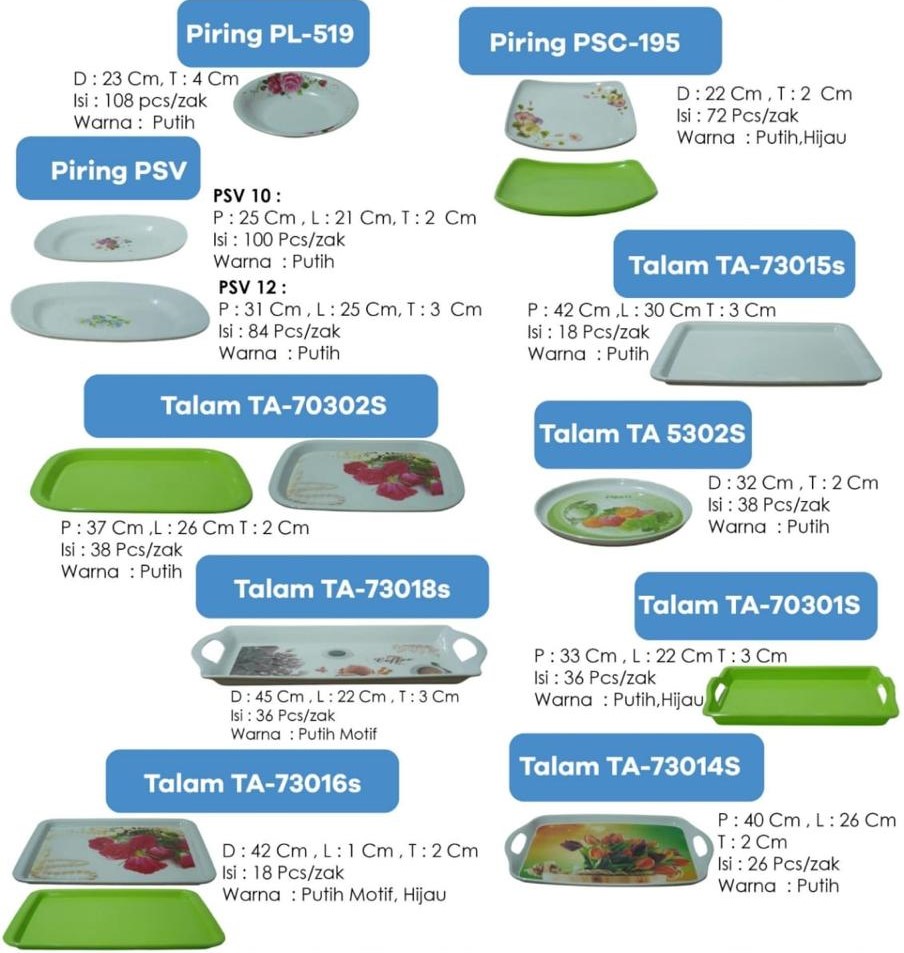 Piring PL-519
D : 23 Cm, T : 4 Cm
Isi : 108 pcs/zak
Warna : Putih
Piring PSC-195
D : 22 Cm , T : 2 Cm
Isi : 72 Pcs/zak
Warna : Putih,Hijau
Piring PSV
PSV 10 :
P : 25 Cm , L : 21 Cm, T : 2 Cm
Isi : 100 Pcs/zak
Warna : Putih
PSV 12 :
P : 31 Cm , L : 25 Cm, T : 3 Cm
Isi : 84 Pcs/zak
Warna : Putih
Talam TA-73015s
P : 42 Cm ,L : 30 Cm T : 3 Cm
Isi : 18 Pcs/zak
Warna : Putih
Talam TA-70302S
P : 37 Cm ,L : 26 Cm T : 2 Cm
Isi : 38 Pcs/zak
Warna : Putih
Talam TA 5302S
D : 32 Cm , T : 2 Cm
Isi : 38 Pcs/zak
Warna : Putih
Talam TA-73018s
Coffee
D : 45 Cm , L : 22 Cm , T : 3 Cm
Isi : 36 Pcs/zak
Warna : Putih Motif
Talam TA-70301S
P : 33 Cm , L : 22 Cm T : 3 Cm
Isi : 36 Pcs/zak
Warna : Putih,Hijau
Talam TA-73016s
D : 42 Cm , L : 1 Cm , T : 2 Cm
Isi : 18 Pcs/zak
Warna : Putih Motif, Hijau
Talam TA-73014S
P : 40 Cm , L : 26 Cm
T : 2 Cm
Isi : 26 Pcs/zak
Warna : Putih